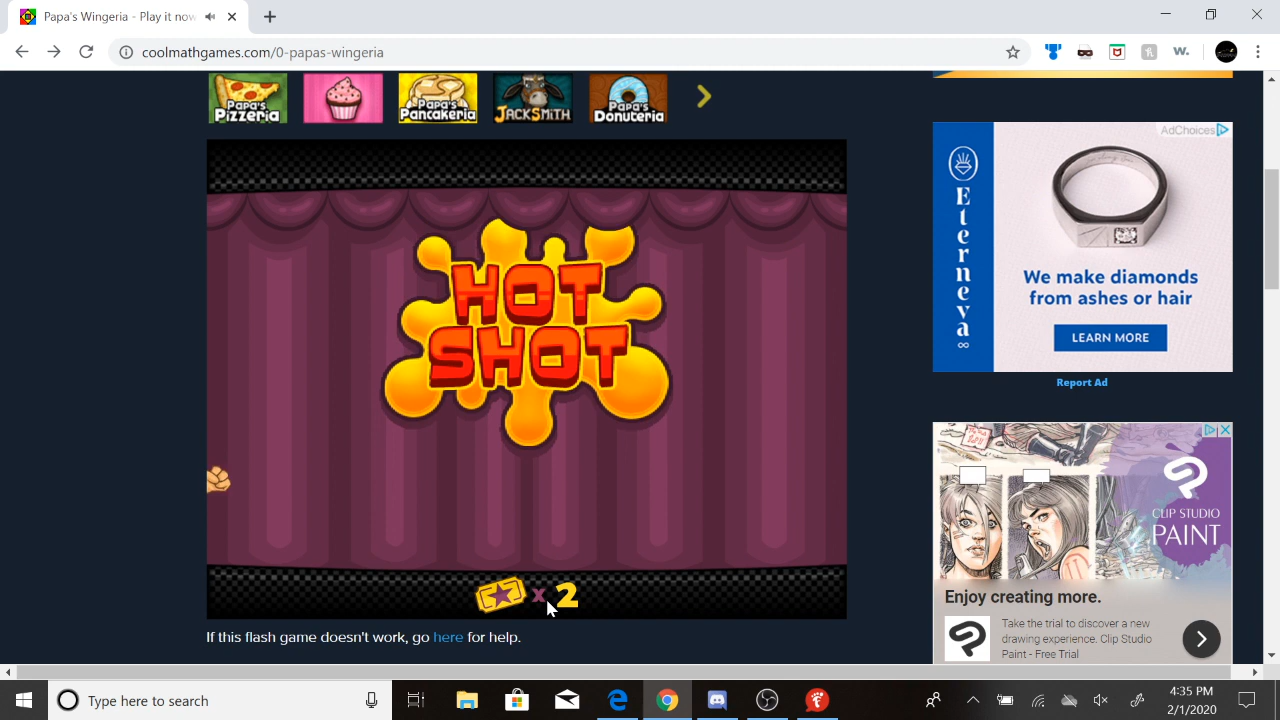 Papa's Wingeria - Play it now
coolmathgames.com/0-papas-wingeria
w.
Papa's Pizzeria
Papa's Pancakeria
JACKSMITH
Papa's Donuteria
HOT
SHOT
x 2
If this flash game doesn't work, go here for help.
AdChoices
Eterneva
We make diamonds
from ashes or hair
LEARN MORE
Report Ad
CLIP STUDIO
PAINT
Enjoy creating more.
Take the trial to discover a new
drawing experience. Clip Studio
Paint - Free Trial
Type here to search
4:35 PM
2/1/2020